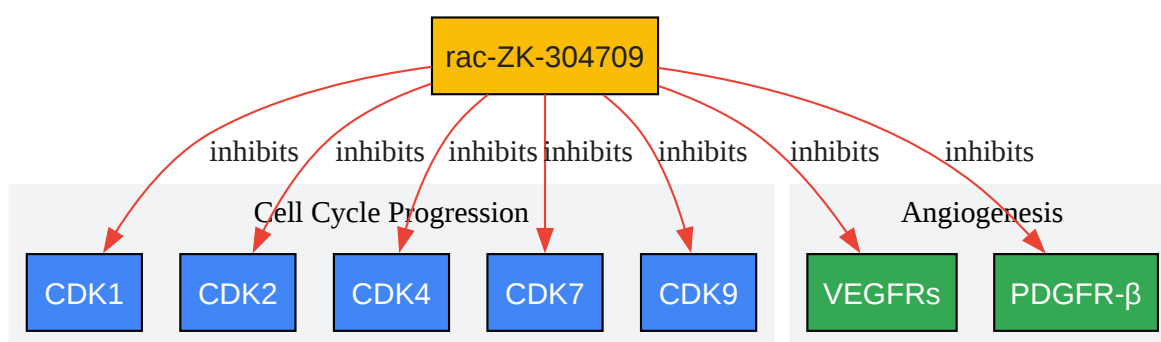 rac-ZK-304709
inhibits inhibits inhibits inhibits inhibits inhibits inhibits
Cell Cycle Progression Angiogenesis
CDK1 CDK2 CDK4 CDK7 CDK9 VEGFRs PDGFR-β